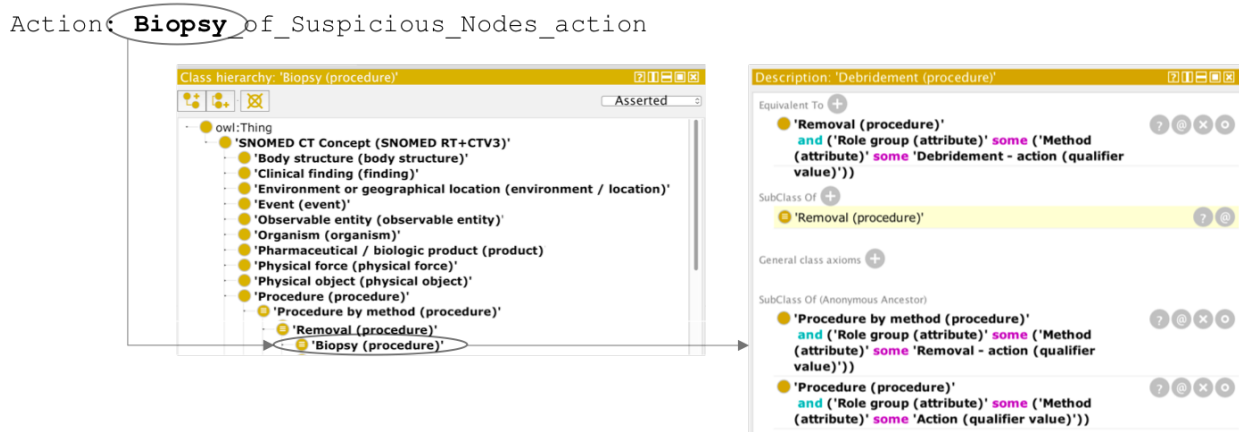 Action: Biopsy_of_Suspicious_Nodes_action
Class hierarchy: 'Biopsy (procedure)'
Asserted
owl:Thing
'SNOMED CT Concept (SNOMED RT+CTV3)'
'Body structure (body structure)'
'Clinical finding (finding)'
'Environment or geographical location (environment / location)'
'Event (event)'
'Observable entity (observable entity)'
'Organism (organism)'
'Pharmaceutical / biologic product (product)
'Physical force (physical force)'
'Physical object (physical object)'
'Procedure (procedure)'
'Procedure by method (procedure)'
'Removal (procedure)'
'Biopsy (procedure)'
Description: 'Debridement (procedure)'
Equivalent To
'Removal (procedure)'
and ('Role group (attribute)' some ('Method
(attribute)' some 'Debridement - action (qualifier
value)'))
SubClass Of
'Removal (procedure)'
General class axioms
SubClass Of (Anonymous Ancestor)
'Procedure by method (procedure)'
and ('Role group (attribute)' some ('Method
(attribute)' some 'Removal - action (qualifier
value)'))
'Procedure (procedure)'
and ('Role group (attribute)' some ('Method
(attribute)' some 'Action (qualifier value)'))